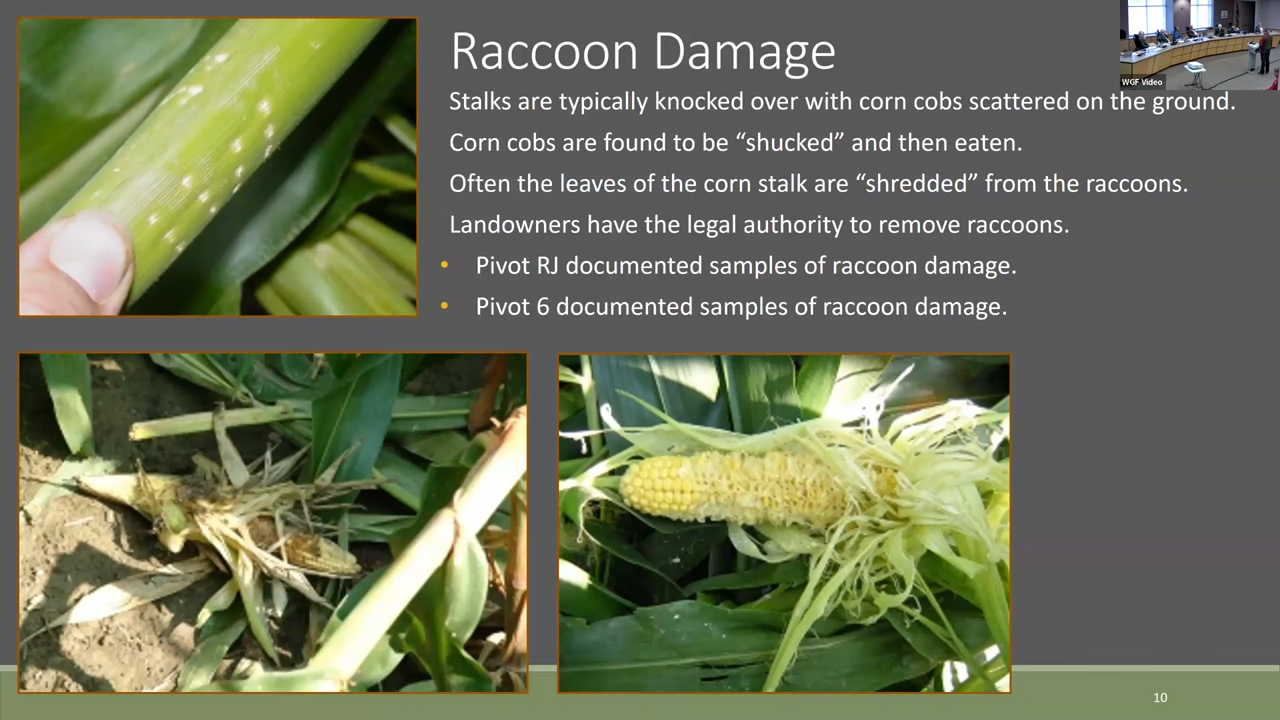 Raccoon Damage
WGF Video
Stalks are typically knocked over with corn cobs scattered on the ground.
Corn cobs are found to be “shucked” and then eaten.
Often the leaves of the corn stalk are “shredded” from the raccoons.
Landowners have the legal authority to remove raccoons.
• Pivot RJ documented samples of raccoon damage.
• Pivot 6 documented samples of raccoon damage.
10